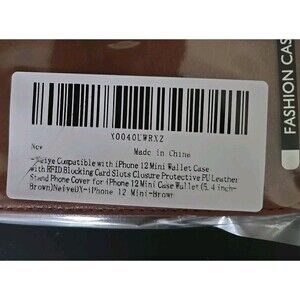 FASHION CAS
X0040UWRXZ
New Made in China
-Neiye Compatible with iPhone 12 Mini Wallet Case
with RFID Blocking Card Slots Closure Protective PU Leather
Stand Phone Cover for iPhone 12 Mini Case Wallet (5.4 inch-
Brown)NeiyeDY-iPhone 12 Mini-Brown